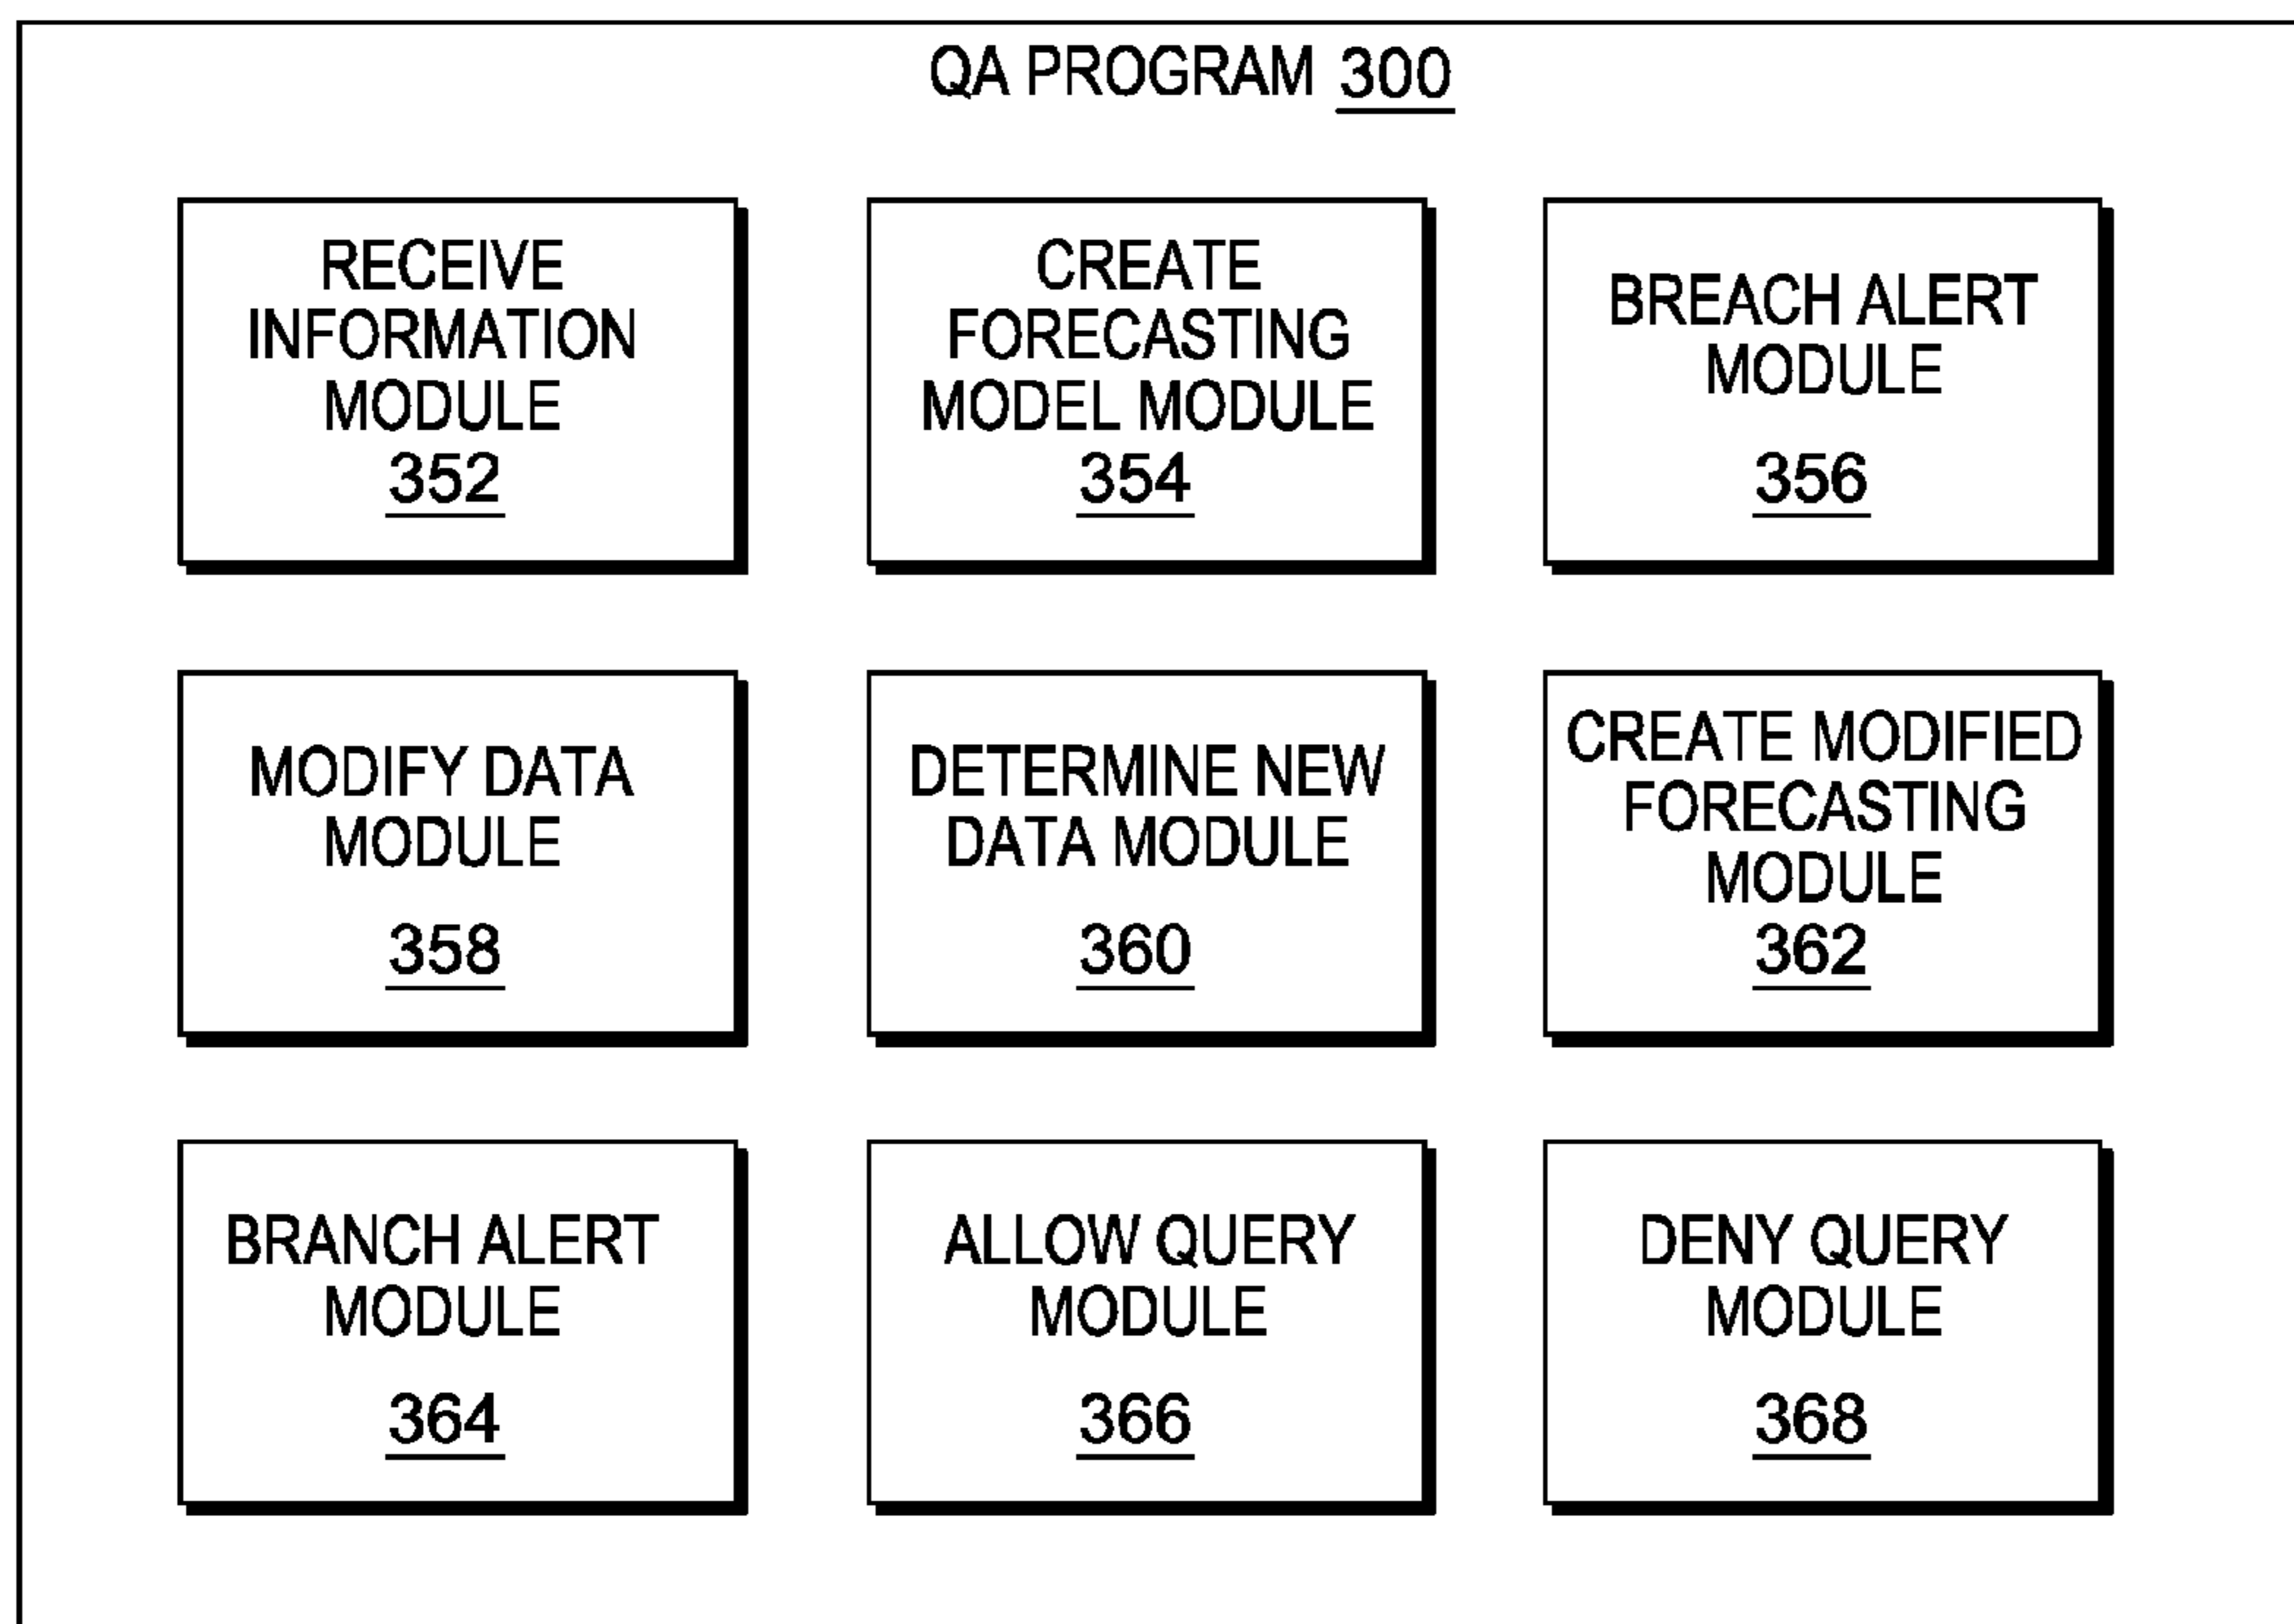 QA PROGRAM 300
RECEIVE
INFORMATION
MODULE
352
CREATE
FORECASTING
MODEL MODULE
354
BREACH ALERT
MODULE
356
MODIFY DATA
MODULE
358
DETERMINE NEW
DATA MODULE
360
CREATE MODIFIED
FORECASTING
MODULE
362
BRANCH ALERT
MODULE
364
ALLOW QUERY
MODULE
366
DENY QUERY
MODULE
368